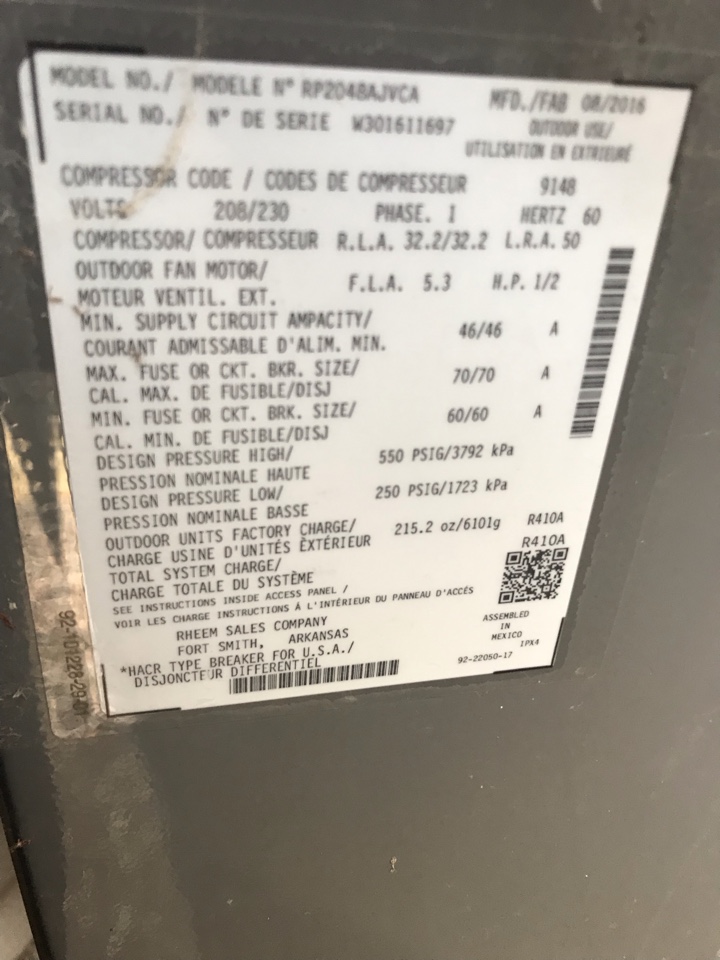 MODEL NO./ MODELE N° RP2048AJVCA MFD./FAB 08/2016
SERIAL NO./ N° DE SERIE W301611697 OUTDOOR USE/
UTILISATION EN EXTRIEURE
COMPRESSOR CODE / CODES DE COMPRESSEUR 9148
VOLTS 208/230 PHASE. 1 HERTZ 60
COMPRESSOR/ COMPRESSEUR R.L.A. 32.2/32.2 L.R.A. 50
OUTDOOR FAN MOTOR/ F.L.A. 5.3 H.P. 1/2
MOTEUR VENTIL. EXT.
MIN. SUPPLY CIRCUIT AMPACITY/ 46/46 A
COURANT ADMISSABLE D'ALIM. MIN.
MAX. FUSE OR CKT. BKR. SIZE/ 70/70 A
CAL. MAX. DE FUSIBLE/DISJ
MIN. FUSE OR CKT. BRK. SIZE/ 60/60 A
CAL. MIN. DE FUSIBLE/DISJ
DESIGN PRESSURE HIGH/ 550 PSIG/3792 kPa
PRESSION NOMINALE HAUTE
DESIGN PRESSURE LOW/ 250 PSIG/1723 kPa
PRESSION NOMINALE BASSE
OUTDOOR UNITS FACTORY CHARGE/ 215.2 oz/6101g R410A
CHARGE USINE D'UNITÉS ÈXTÉRIEUR R410A
TOTAL SYSTEM CHARGE/
CHARGE TOTALE DU SYSTÈME
SEE INSTRUCTIONS INSIDE ACCESS PANEL /
VOIR LES CHARGE INSTRUCTIONS À L'INTÉRIEUR DU PANNEAU D'ACCÉS
RHEEM SALES COMPANY
FORT SMITH, ARKANSAS
ASSEMBLED
IN
MEXICO
IPX4
*HACR TYPE BREAKER FOR U.S.A./
DISJONCTEUR DIFFERENTIEL
92-22050-17